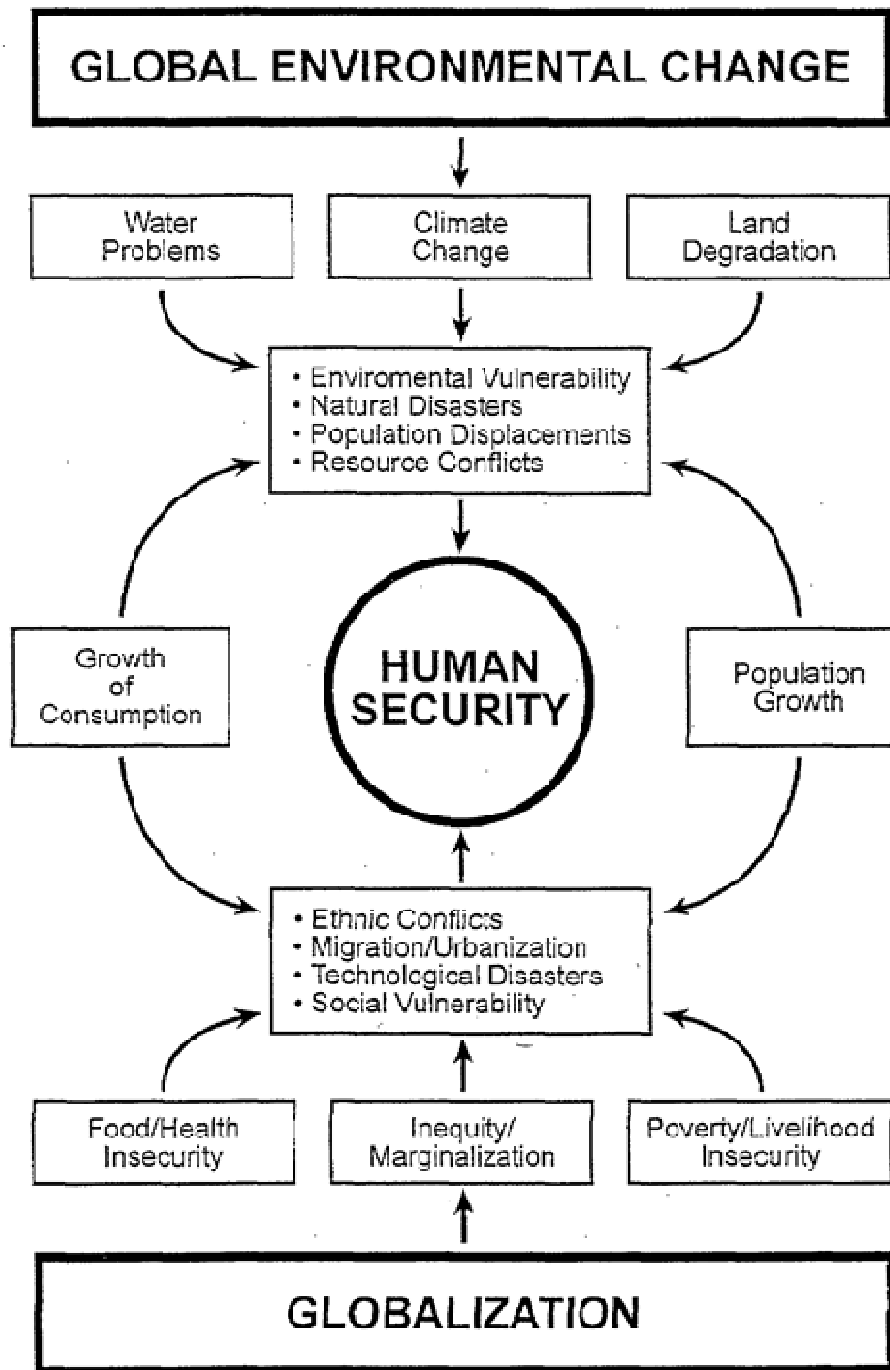 GLOBAL ENVIRONMENTAL CHANGE
Water
Problems
Climate
Change
Land
Degradation
• Enviromental Vulnerability
• Natural Disasters
• Population Displacements
• Resource Conflicts
Growth
of
Consumption
HUMAN
SECURITY
Population
Growth
• Ethnic Conflicts
• Migration/Urbanization
• Technological Disasters
• Social Vulnerability
Food/Health
Insecurity
Inequity/
Marginalization
Poverty/Livelihood
Insecurity
GLOBALIZATION